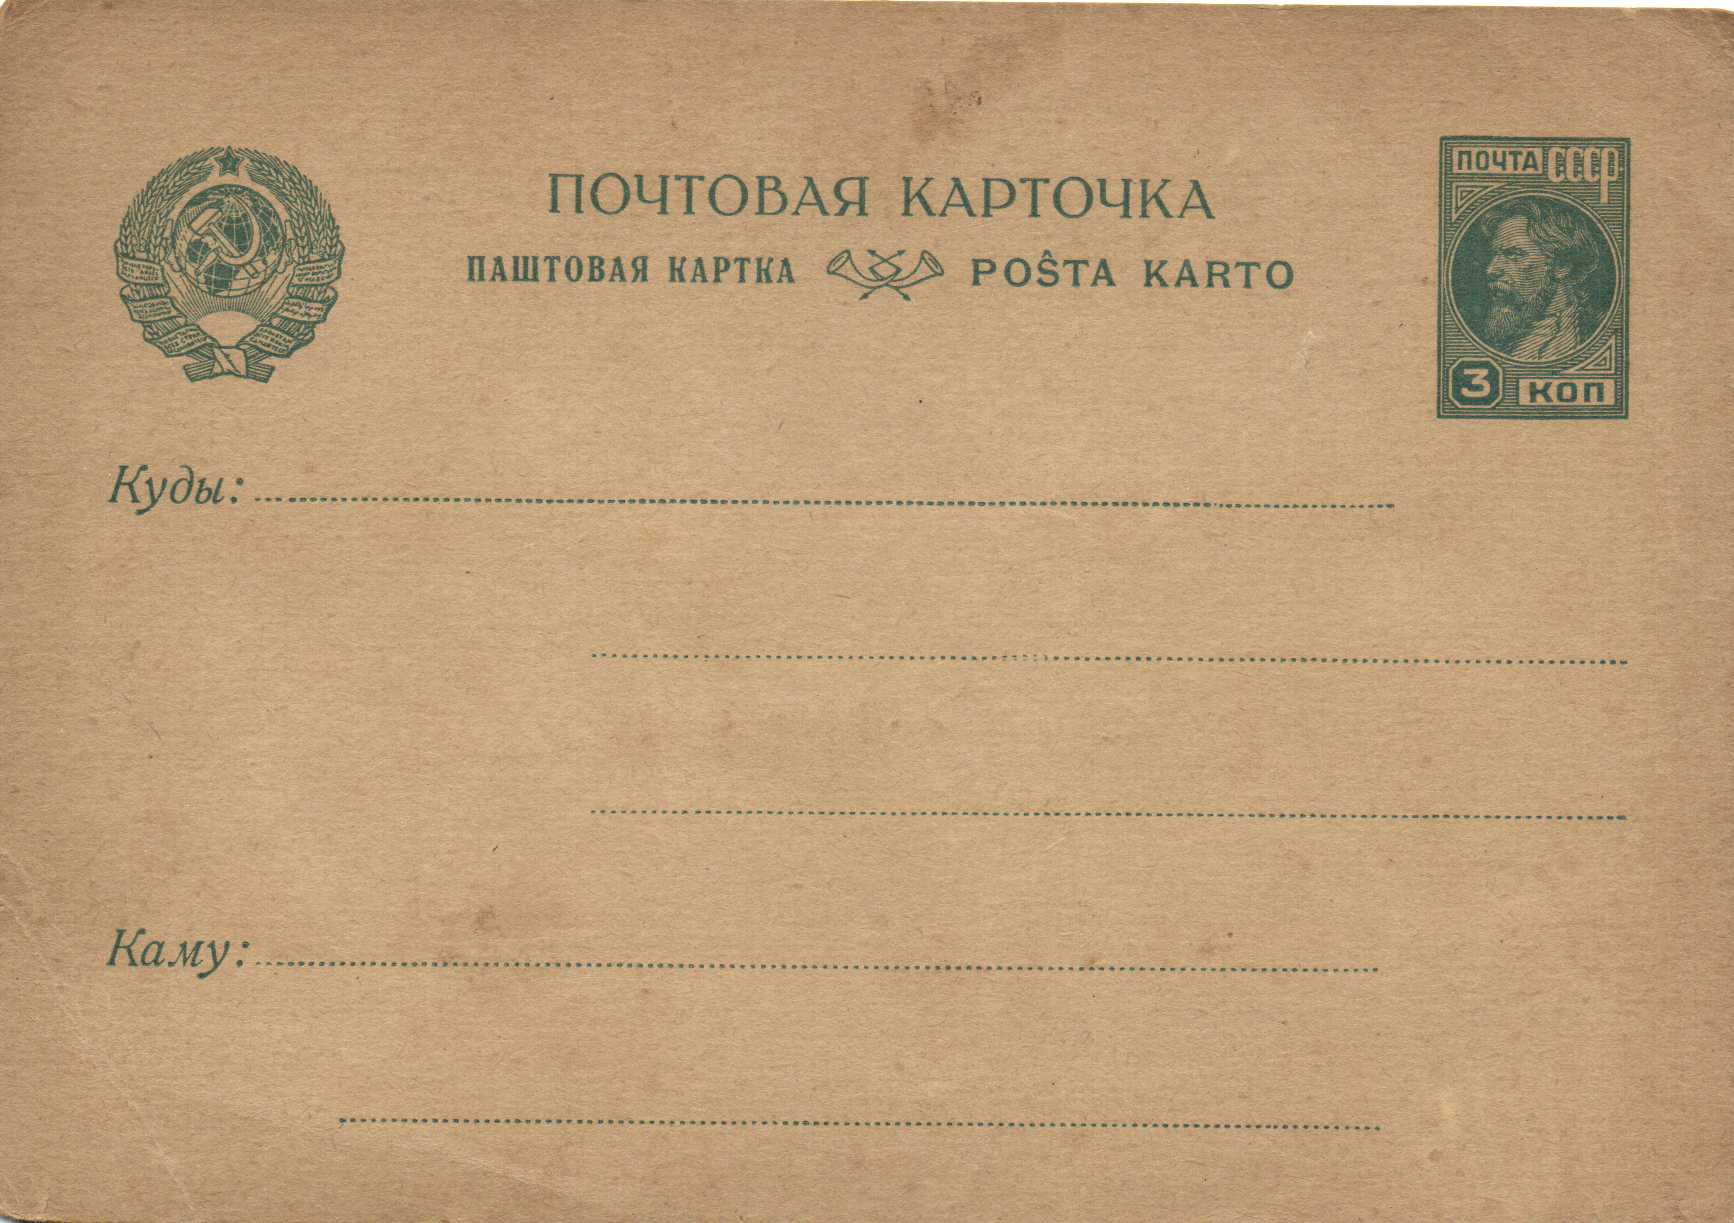 ПОЧТОВАЯ КАРТОЧКА
ПАШТОВАЯ КАРТКА POŜTA KARTO
ПОЧТА СССР
3 КОП
Куды:
Каму: